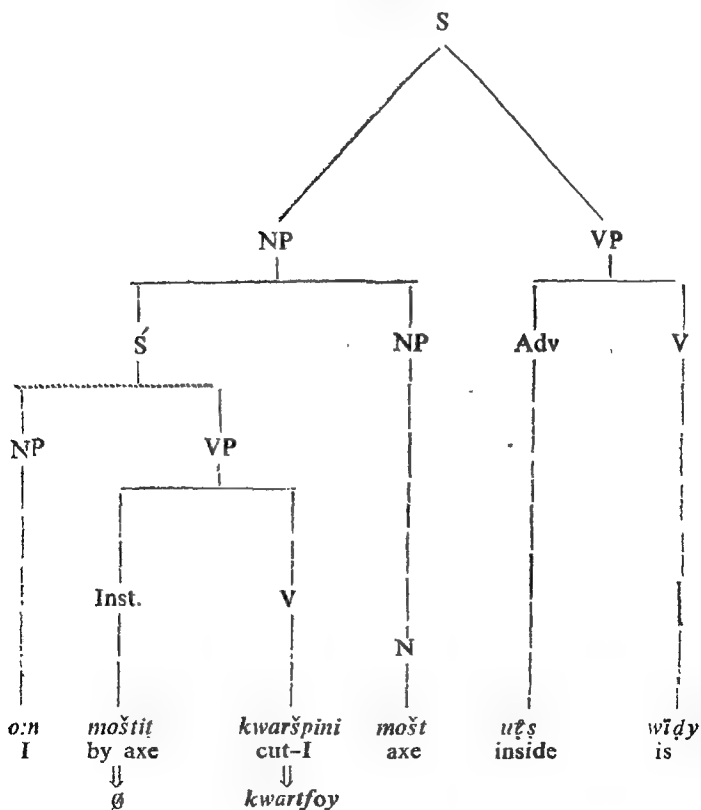 S
NP VP
Ś NP Adv V
NP VP
Inst. V
N
o:n moštiṭ kwaršpini mošt uṭs wīḍy
I by axe cut-I axe inside is
⇓ ⇓
ø kwartfoy